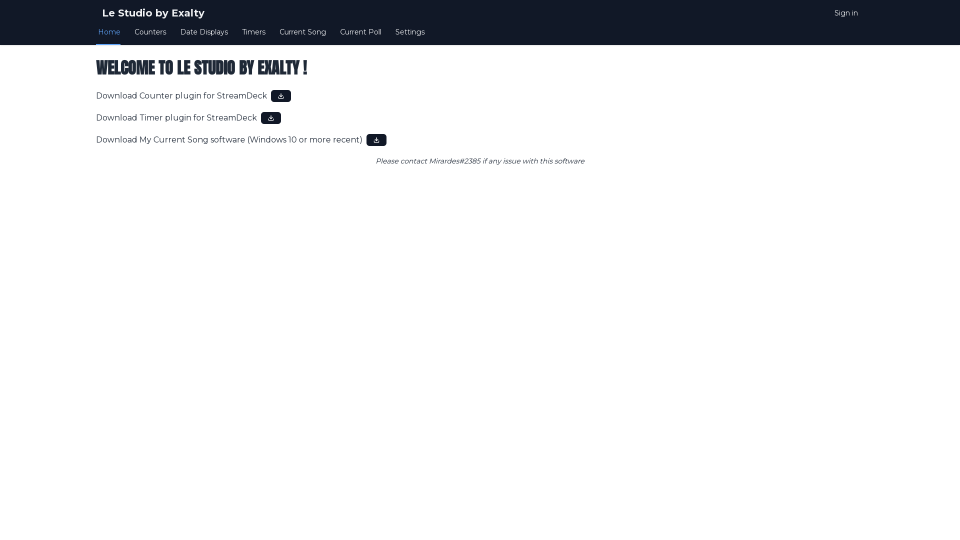 Le Studio by Exalty
Sign in
Home Counters Date Displays Timers Current Song Current Poll Settings
WELCOME TO LE STUDIO BY EXALTY !
Download Counter plugin for StreamDeck
Download Timer plugin for StreamDeck
Download My Current Song software (Windows 10 or more recent)
Please contact Mirardes#2385 if any issue with this software